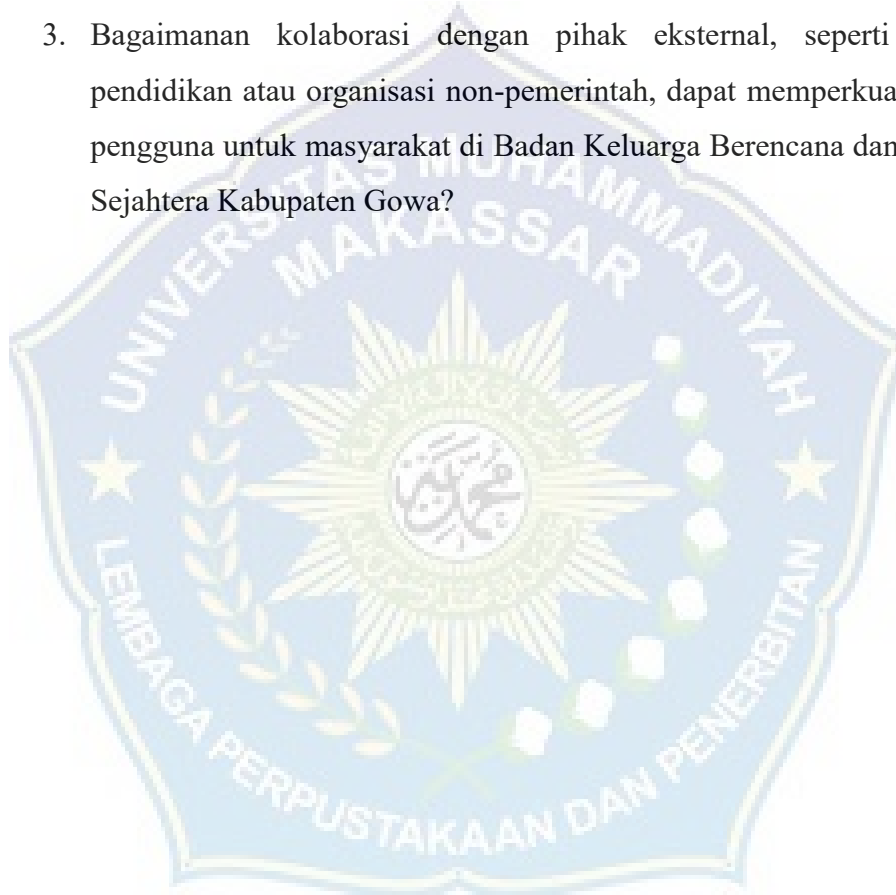 3. Bagaimanan kolaborasi dengan pihak eksternal, seperti
pendidikan atau organisasi non-pemerintah, dapat memperkua
pengguna untuk masyarakat di Badan Keluarga Berencana dan
Sejahtera Kabupaten Gowa?
UNIVERSITAS MUHAMMADIYAH
MAKASSAR
LEMBAGA PERPUSTAKAAN DAN PENERBITAN